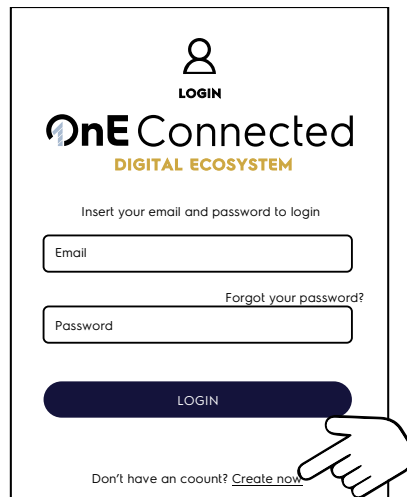 LOGIN
OnE Connected
DIGITAL ECOSYSTEM
Insert your email and password to login
Email
Forgot your password?
Password
LOGIN
Don't have an coount? Create now